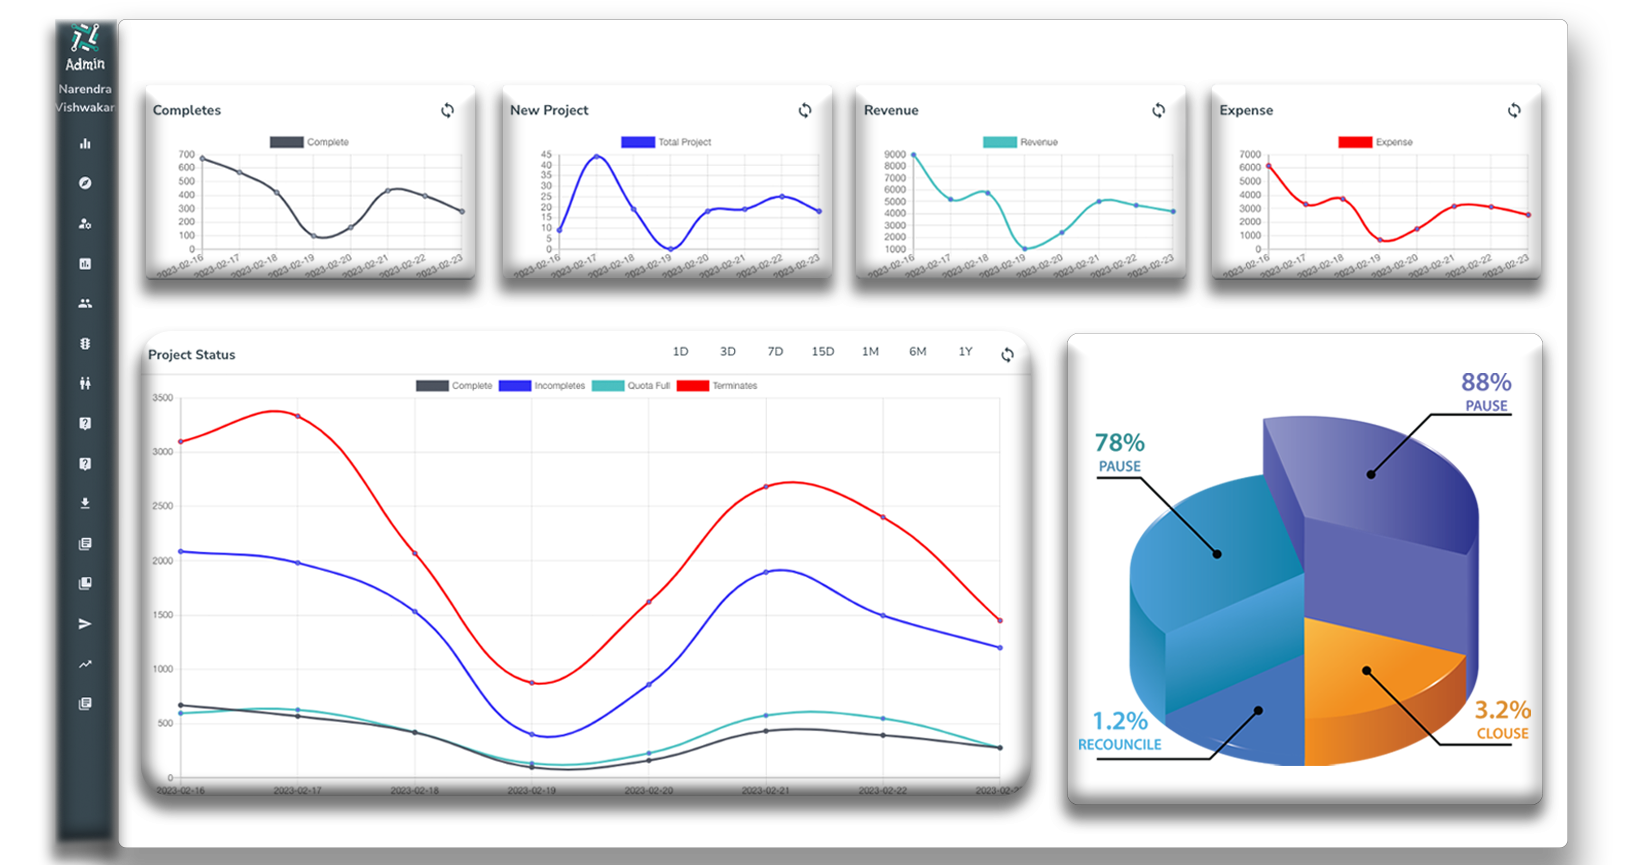 Admin
Narendra
Vishwakar
Completes
Complete
700
600
500
400
300
200
100
0
2023-02-16 2023-02-17 2023-02-18 2023-02-19 2023-02-20 2023-02-21 2023-02-22 2023-02-23
New Project
Total Project
45
40
35
30
25
20
15
10
5
0
2023-02-16 2023-02-17 2023-02-18 2023-02-19 2023-02-20 2023-02-21 2023-02-22 2023-02-23
Revenue
Revenue
9000
8000
7000
6000
5000
4000
3000
2000
1000
2023-02-16 2023-02-17 2023-02-18 2023-02-19 2023-02-20 2023-02-21 2023-02-22 2023-02-23
Expense
Expense
7000
6000
5000
4000
3000
2000
1000
0
2023-02-16 2023-02-17 2023-02-18 2023-02-19 2023-02-20 2023-02-21 2023-02-22 2023-02-23
Project Status 1D 3D 7D 15D 1M 6M 1Y
Complete Incompletes Quota Full Terminates
3500
3000
2500
2000
1500
1000
500
0
2023-02-16 2023-02-17 2023-02-18 2023-02-19 2023-02-20 2023-02-21 2023-02-22 2023-02-2
88%
PAUSE
78%
PAUSE
1.2%
RECOUNCILE
3.2%
CLOUSE